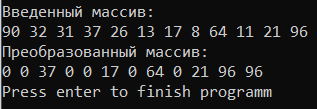 Введенный массив:
90 32 31 37 26 13 17 8 64 11 21 96
Преобразованный массив:
0 0 37 0 0 17 0 64 0 21 96 96
Press enter to finish programm